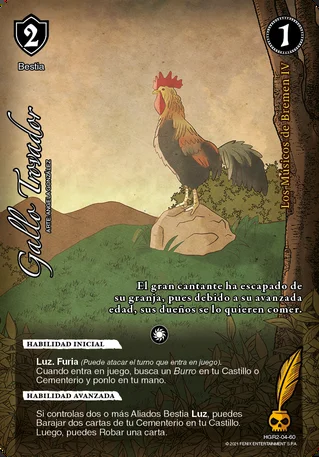 2
1
Bestia
Gallo Trovador
ARTE: ÁNGELA GONZÁLEZ
Los Músicos de Bremen IV
El gran cantante ha escapado de
su granja, pues debido a su avanzada
edad, sus dueños se lo quieren comer.
HABILIDAD INICIAL
Luz. Furia (Puede atacar el turno que entra en juego).
Cuando entra en juego, busca un Burro en tu Castillo o
Cementerio y ponlo en tu mano.
HABILIDAD AVANZADA
Si controlas dos o más Aliados Bestia Luz, puedes
Barajar dos cartas de tu Cementerio en tu Castillo.
Luego, puedes Robar una carta.
HGR2-04-60
© 2021 FENIX ENTERTAINMENT S.P.A.